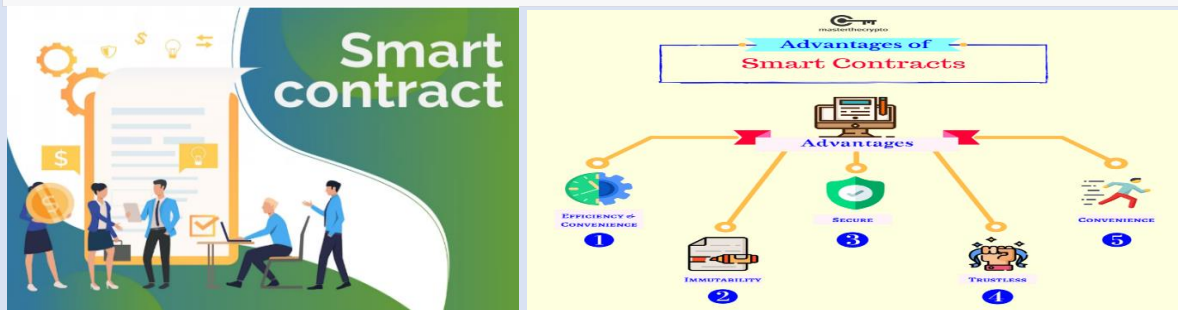 Smart
contract
$
$
$
masterthecrypto
Advantages of
Smart Contracts
Advantages
EFFICIENCY &
CONVENIENCE
1
IMMUTABILITY
2
SECURE
3
TRUSTLESS
4
CONVENIENCE
5